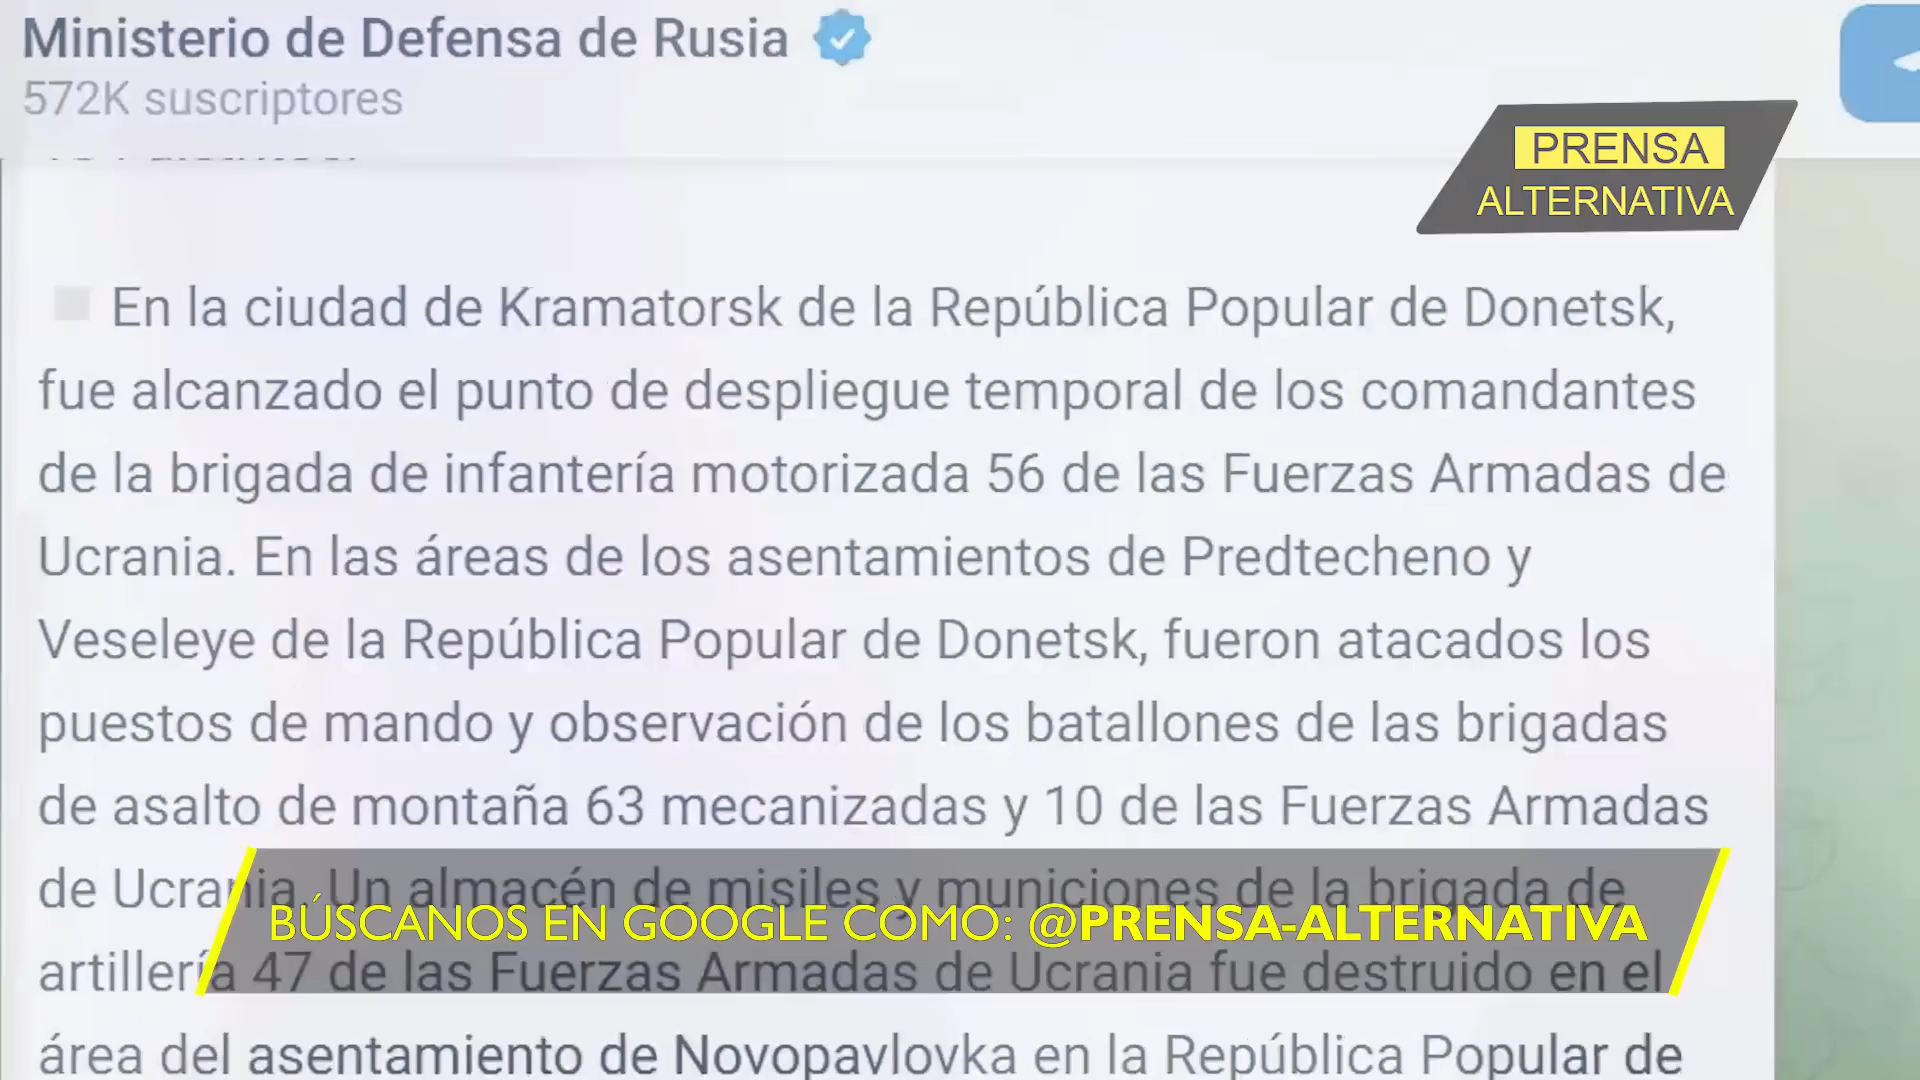 Ministerio de Defensa de Rusia
572K suscriptores
PRENSA
ALTERNATIVA
En la ciudad de Kramatorsk de la República Popular de Donetsk,
fue alcanzado el punto de despliegue temporal de los comandantes
de la brigada de infantería motorizada 56 de las Fuerzas Armadas de
Ucrania. En las áreas de los asentamientos de Predtecheno y
Veseleye de la República Popular de Donetsk, fueron atacados los
puestos de mando y observación de los batallones de las brigadas
de asalto de montaña 63 mecanizadas y 10 de las Fuerzas Armadas
de Ucrania. Un almacén de misiles y municiones de la brigada de
BÚSCANOS EN GOOGLE COMO: @PRENSA-ALTERNATIVA
artillería 47 de las Fuerzas Armadas de Ucrania fue destruido en el
área del asentamiento de Novopavlovka en la República Popular de